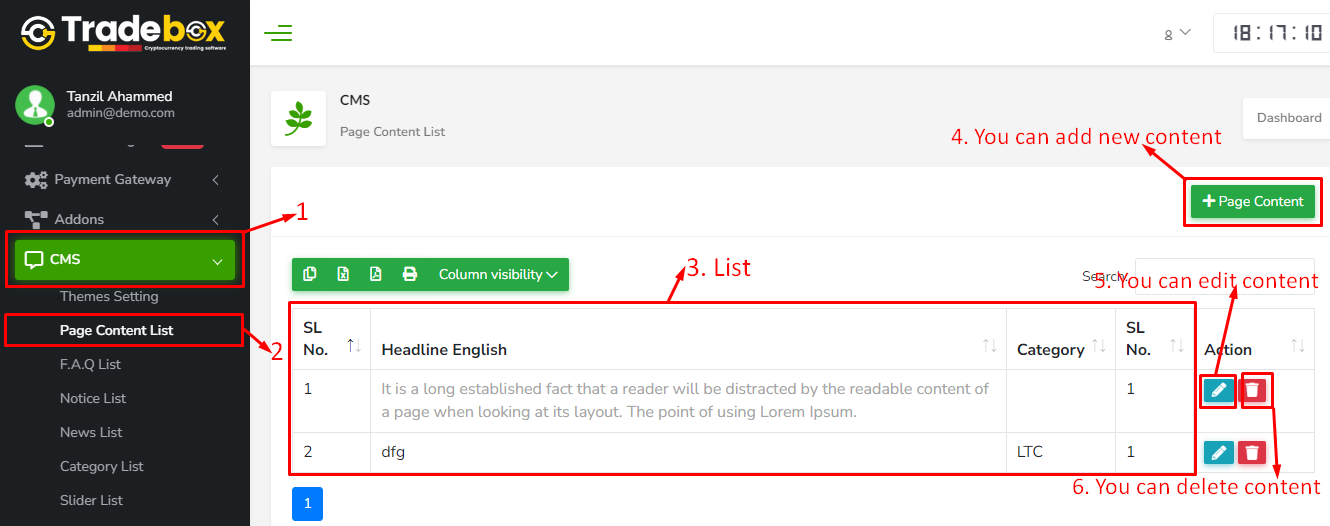 Tradebox
Cryptocurrency trading software
18:17:10
Tanzil Ahammed
admin@demo.com
CMS
Page Content List
Dashboard
4. You can add new content
Payment Gateway
Addons
+ Page Content
1
CMS
Column visibility
3. List
Search:
5. You can edit content
Themes Setting
Page Content List
2
F.A.Q List
Notice List
News List
Category List
Slider List
SL No.
Headline English
Category
SL No.
Action
1
It is a long established fact that a reader will be distracted by the readable content of
a page when looking at its layout. The point of using Lorem Ipsum.
1
2
dfg
LTC
1
6. You can delete content
1